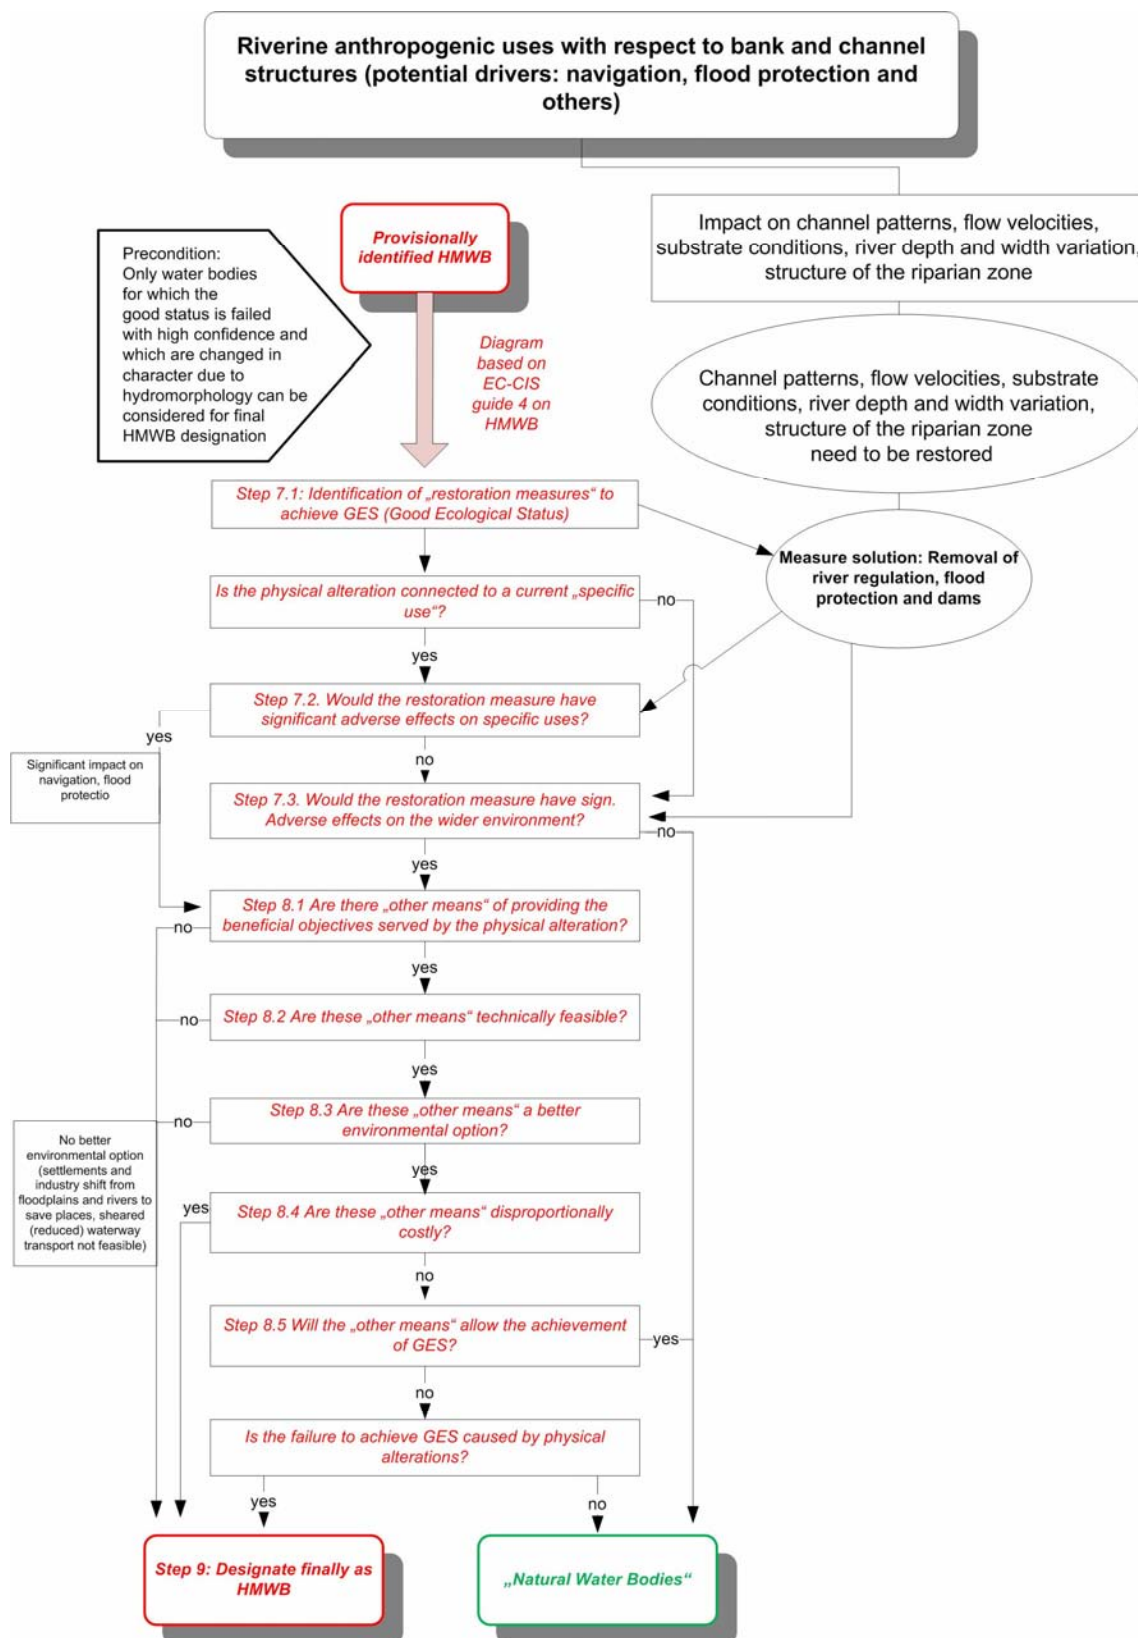 Riverine anthropogenic uses with respect to bank and channel
structures (potential drivers: navigation, flood protection and
others)
Impact on channel patterns, flow velocities,
substrate conditions, river depth and width variation,
structure of the riparian zone
Provisionally
identified HMWB
Precondition:
Only water bodies
for which the
good status is failed
with high confidence and
which are changed in
character due to
hydromorphology can be
considered for final
HMWB designation
Diagram
based on
EC-CIS
guide 4 on
HMWB
Channel patterns, flow velocities, substrate
conditions, river depth and width variation,
structure of the riparian zone
need to be restored
Step 7.1: Identification of „restoration measures“ to
achieve GES (Good Ecological Status)
Measure solution: Removal of
river regulation, flood
protection and dams
Is the physical alteration connected to a current „specific
use“?
no
yes
Step 7.2. Would the restoration measure have
significant adverse effects on specific uses?
yes
no
Significant impact on
navigation, flood
protectio
Step 7.3. Would the restoration measure have sign.
Adverse effects on the wider environment?
no
yes
Step 8.1 Are there „other means“ of providing the
beneficial objectives served by the physical alteration?
no
yes
Step 8.2 Are these „other means“ technically feasible?
no
yes
Step 8.3 Are these „other means“ a better
environmental option?
no
yes
No better
environmental option
(settlements and
industry shift from
floodplains and rivers to
save places, sheared
(reduced) waterway
transport not feasible)
Step 8.4 Are these „other means“ disproportionally
costly?
yes
no
Step 8.5 Will the „other means“ allow the achievement
of GES?
yes
no
Is the failure to achieve GES caused by physical
alterations?
yes
no
Step 9: Designate finally as
HMWB
„Natural Water Bodies“